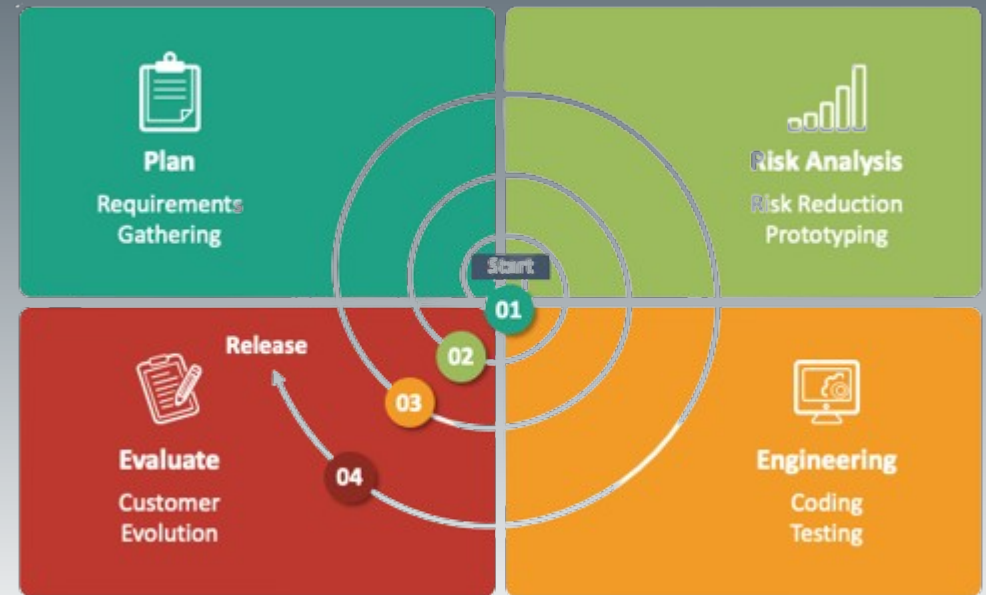 Plan
Requirements
Gathering
Risk Analysis
Risk Reduction
Prototyping
Start
01
02
03
04
Release
Evaluate
Customer
Evolution
Engineering
Coding
Testing